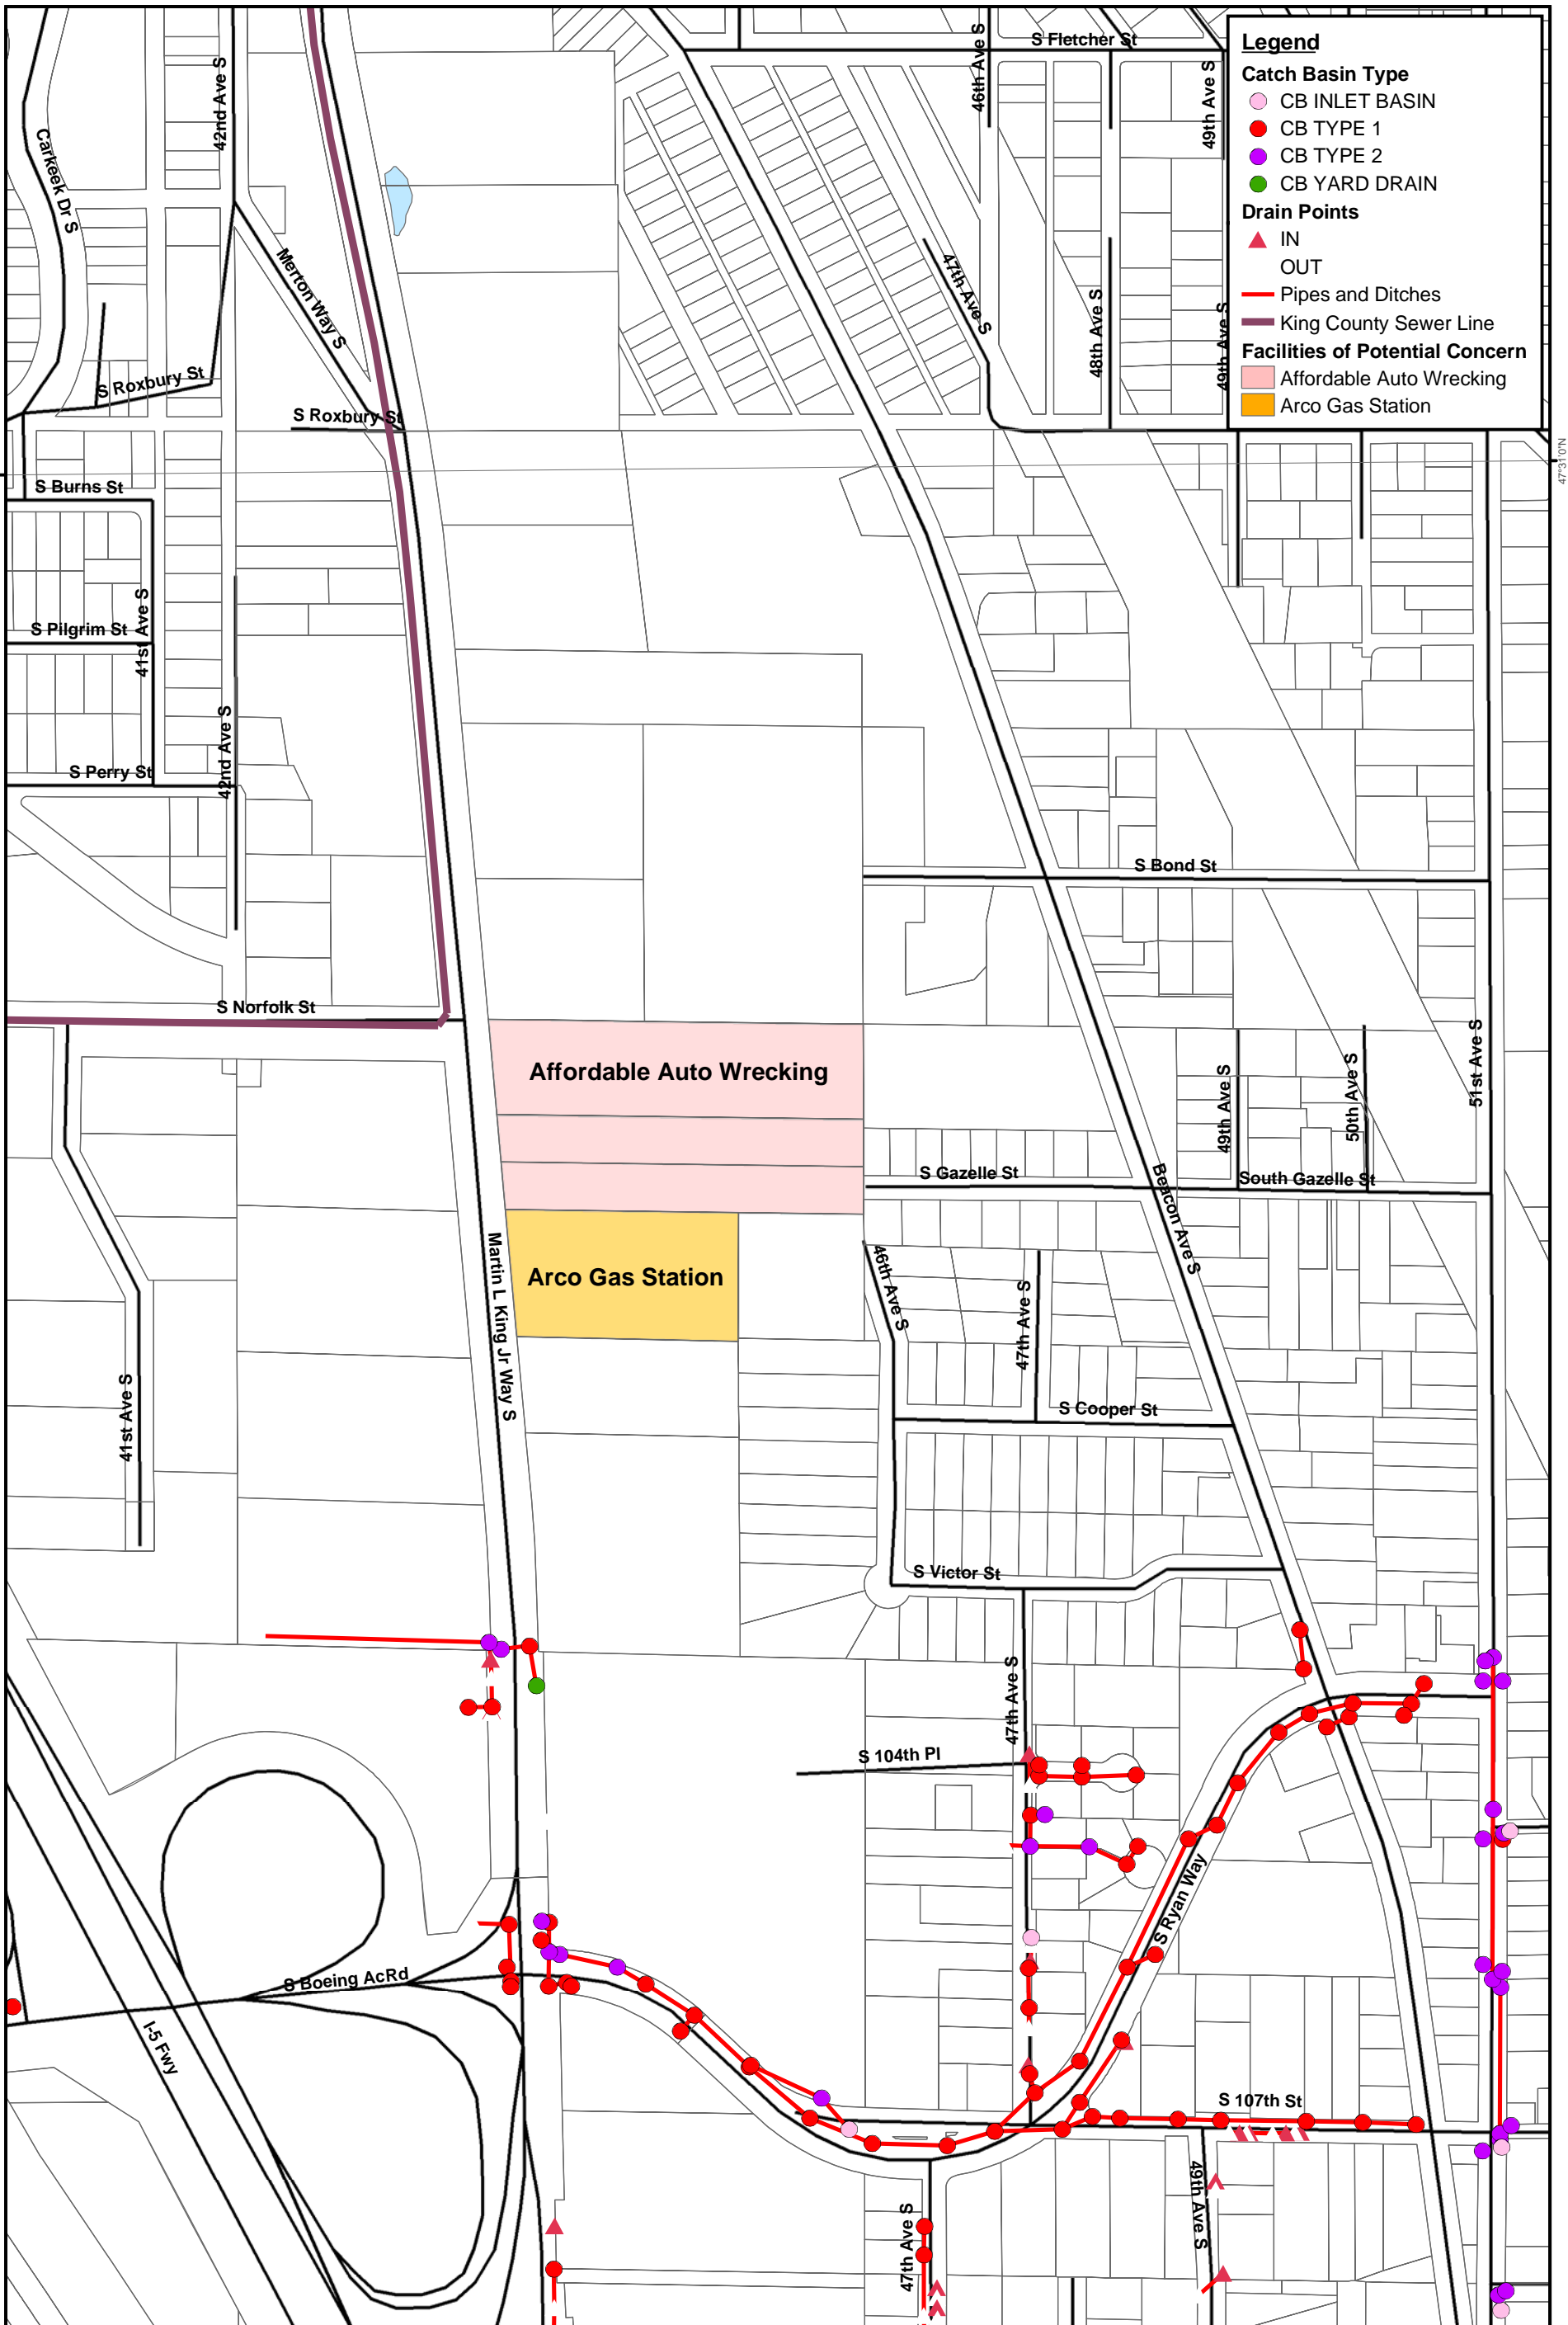 S Fletcher St
46th Ave S
42nd Ave S
49th Ave S
Carkeek Dr S
Legend
Catch Basin Type
CB INLET BASIN
CB TYPE 1
CB TYPE 2
CB YARD DRAIN
Drain Points
IN
OUT
Pipes and Ditches
King County Sewer Line
Facilities of Potential Concern
Affordable Auto Wrecking
Arco Gas Station
Merton Way S
47th Ave S
48th Ave S
49th Ave S
S Roxbury St
S Roxbury St
47°31'0"N
S Burns St
S Pilgrim St
41st Ave S
42nd Ave S
S Perry St
S Bond St
S Norfolk St
Affordable Auto Wrecking
49th Ave S
50th Ave S
51st Ave S
S Gazelle St
South Gazelle St
Beacon Ave S
Martin L King Jr Way S
Arco Gas Station
46th Ave S
47th Ave S
41st Ave S
S Cooper St
S Victor St
47th Ave S
S 104th Pl
S Ryan Way
S Boeing AcRd
I-5 Fwy
S 107th St
49th Ave S
47th Ave S